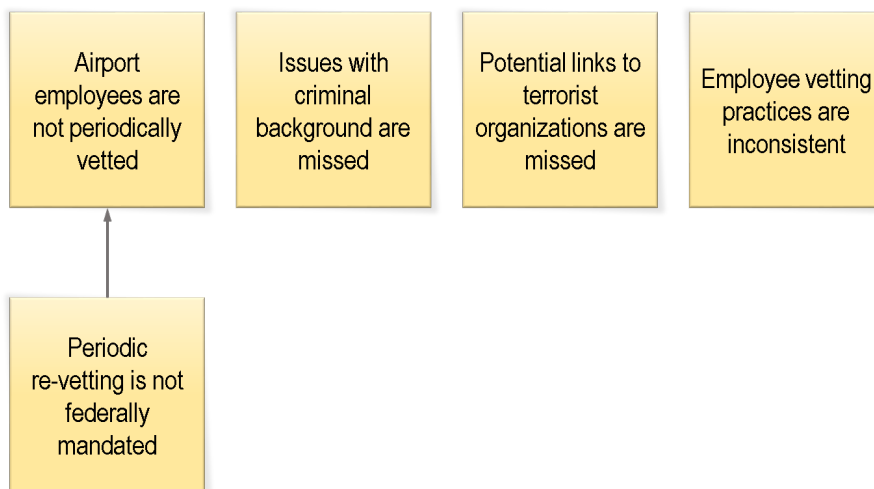 Airport
employees are
not periodically
vetted
Issues with
criminal
background are
missed
Potential links to
terrorist
organizations are
missed
Employee vetting
practices are
inconsistent
Periodic
re-vetting is not
federally
mandated